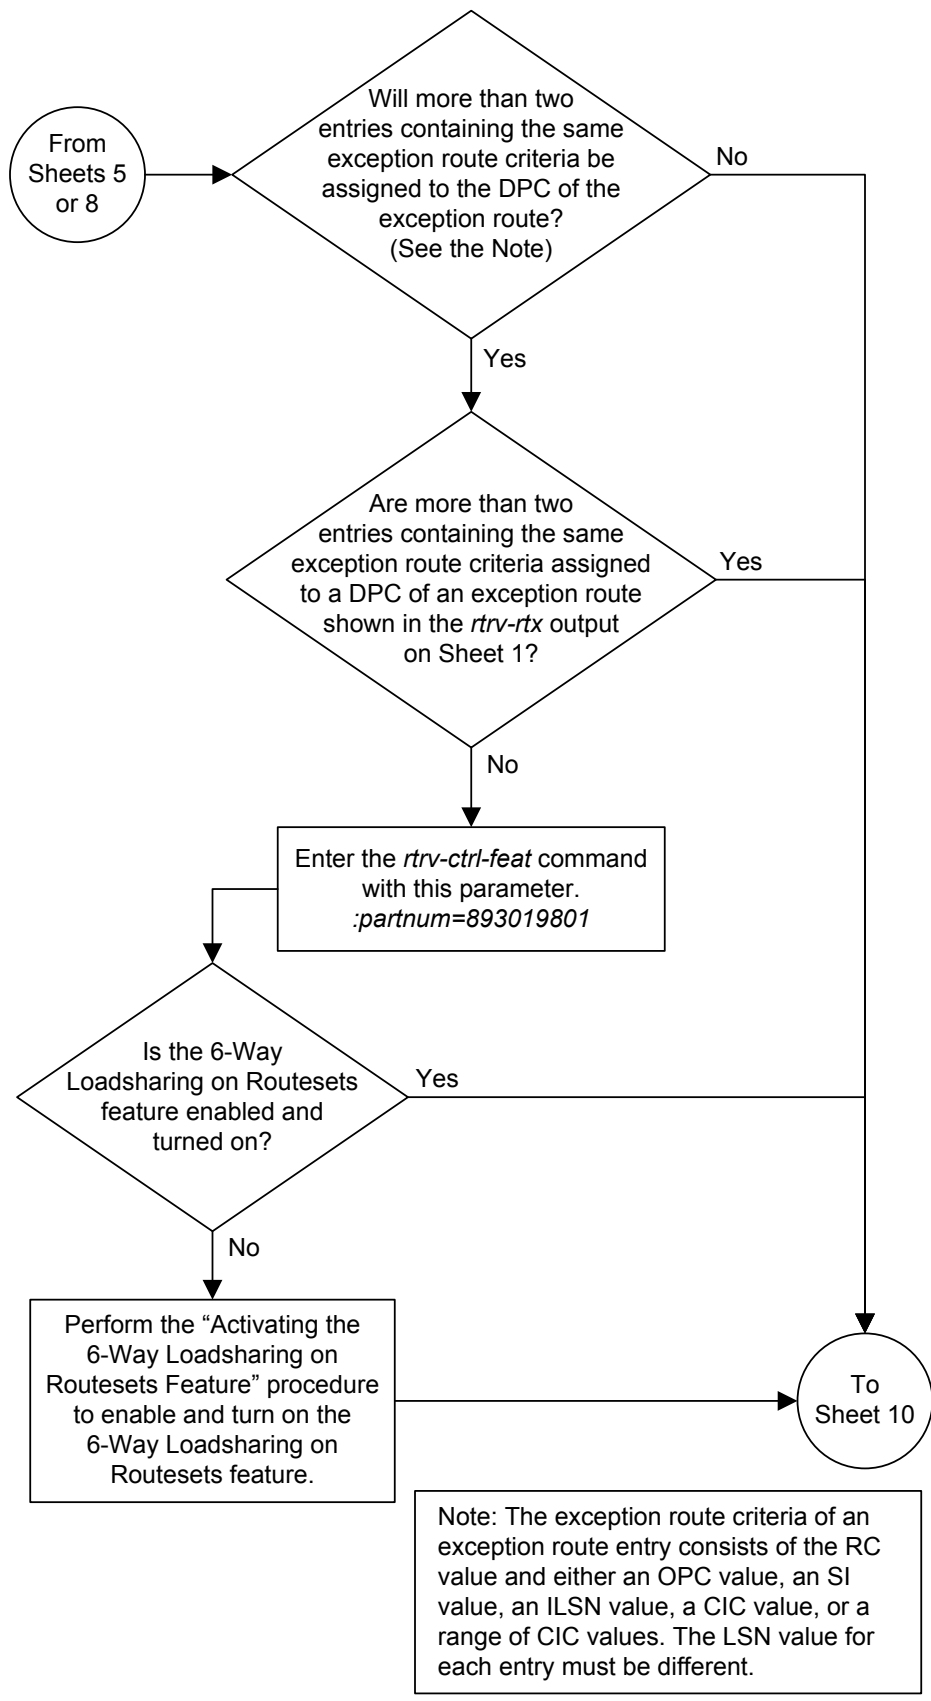 From
Sheets 5
or 8
Will more than two
entries containing the same
exception route criteria be
assigned to the DPC of the
exception route?
(See the Note)
No
Yes
Are more than two
entries containing the same
exception route criteria assigned
to a DPC of an exception route
shown in the rtrv-rtx output
on Sheet 1?
Yes
No
Enter the rtrv-ctrl-feat command
with this parameter.
:partnum=893019801
Is the 6-Way
Loadsharing on Routesets
feature enabled and
turned on?
Yes
No
Perform the “Activating the
6-Way Loadsharing on
Routesets Feature” procedure
to enable and turn on the
6-Way Loadsharing on
Routesets feature.
To
Sheet 10
Note: The exception route criteria of an
exception route entry consists of the RC
value and either an OPC value, an SI
value, an ILSN value, a CIC value, or a
range of CIC values. The LSN value for
each entry must be different.